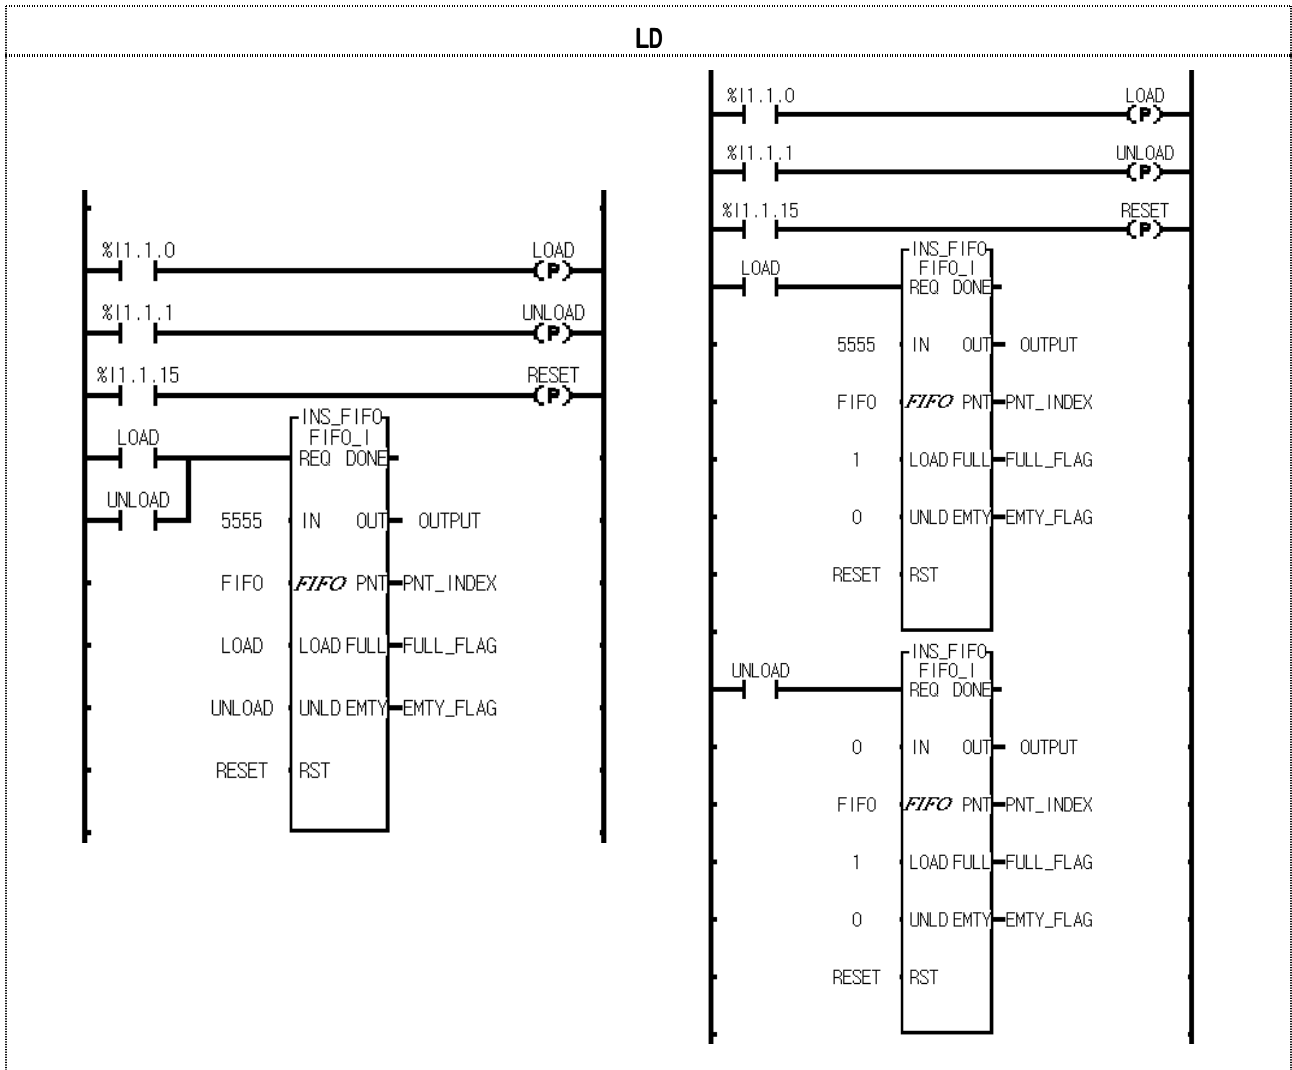 LD
%I1.1.0 LOAD
(P)
%I1.1.1 UNLOAD
(P)
%I1.1.15 RESET
(P)
INS_FIFO
LOAD FIFO_I
REQ DONE
UNLOAD
5555 IN OUT OUTPUT
FIFO FIFO PNT PNT_INDEX
LOAD LOAD FULL FULL_FLAG
UNLOAD UNLD EMTY EMTY_FLAG
RESET RST
%I1.1.0 LOAD
(P)
%I1.1.1 UNLOAD
(P)
%I1.1.15 RESET
(P)
INS_FIFO
LOAD FIFO_I
REQ DONE
5555 IN OUT OUTPUT
FIFO FIFO PNT PNT_INDEX
1 LOAD FULL FULL_FLAG
0 UNLD EMTY EMTY_FLAG
RESET RST
INS_FIFO
UNLOAD FIFO_I
REQ DONE
0 IN OUT OUTPUT
FIFO FIFO PNT PNT_INDEX
1 LOAD FULL FULL_FLAG
0 UNLD EMTY EMTY_FLAG
RESET RST